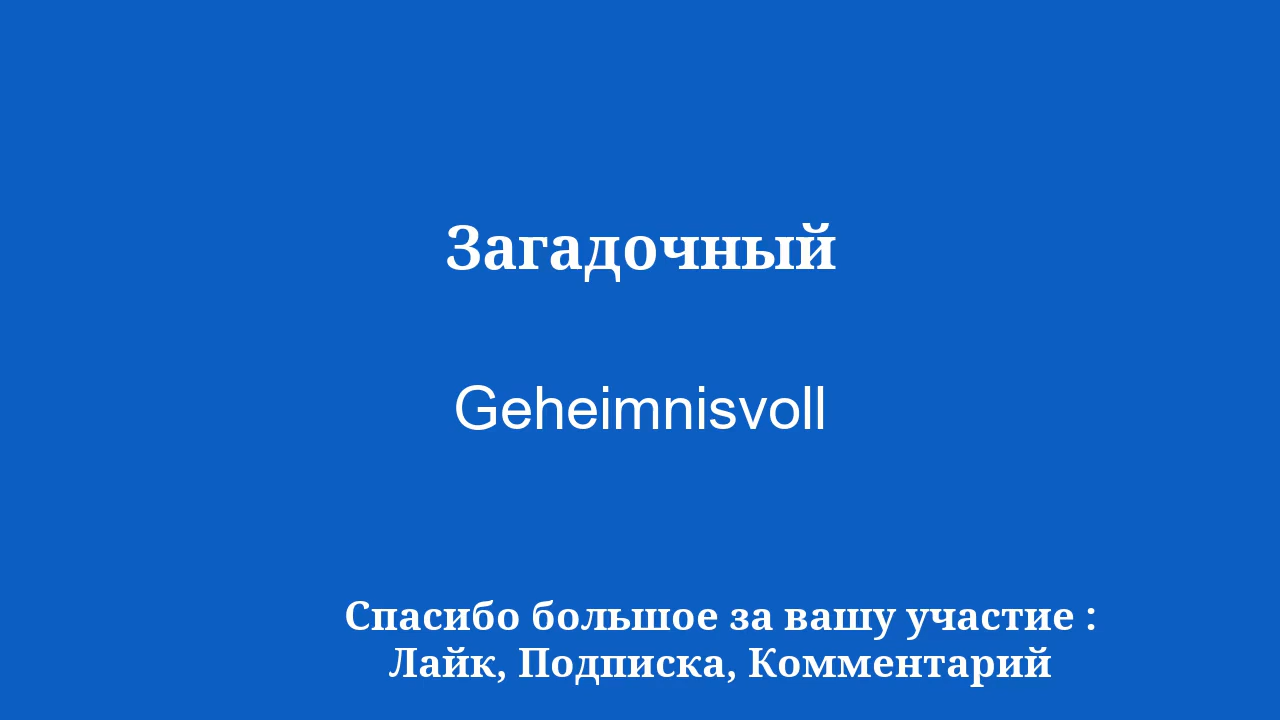 Загадочный
Geheimnisvoll
Спасибо большое за вашу участие :
Лайк, Подписка, Комментарий